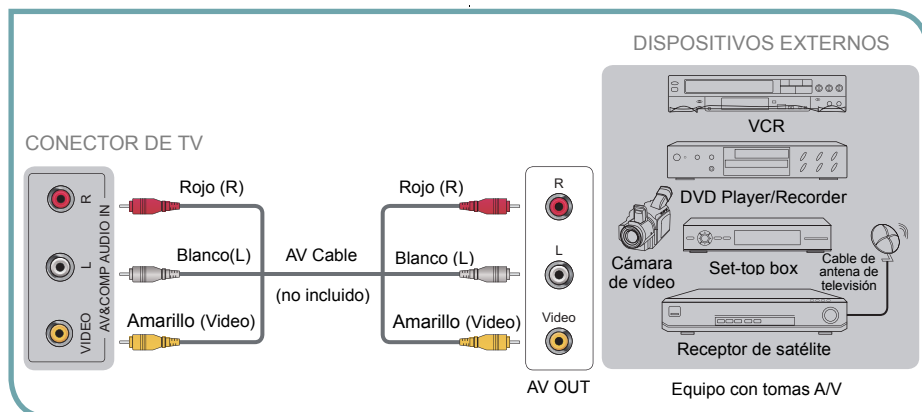 DISPOSITIVOS EXTERNOS
VCR
CONECTOR DE TV
DVD Player/Recorder
R
L
VIDEO
AV&COMP AUDIO IN
Rojo (R)
Blanco(L)
Amarillo (Video)
AV Cable
(no incluido)
Rojo (R)
Blanco (L)
Amarillo (Video)
R
L
Video
AV OUT
Cámara
de vídeo
Set-top box
Cable de
antena de
televisión
Receptor de satélite
Equipo con tomas A/V